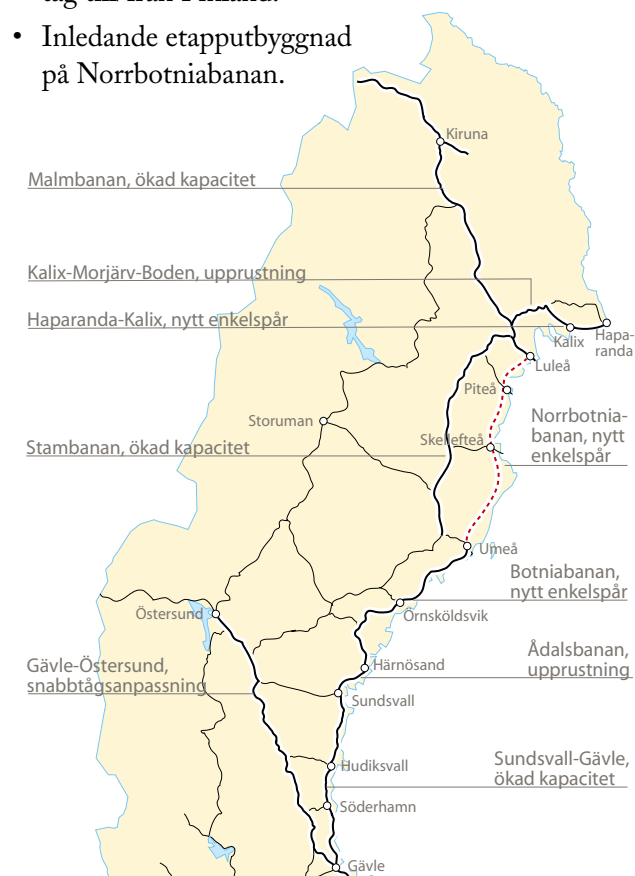 • Inledande etapputbyggnad
på Norrbotniabanan.
Kiruna
Malmbanan, ökad kapacitet
Kalix-Morjärv-Boden, upprustning
Haparanda-Kalix, nytt enkelspår
Kalix
Hapa-
randa
Luleå
Piteå
Storuman
Norrbotnia-
banan, nytt
enkelspår
Skellefteå
Stambanan, ökad kapacitet
Umeå
Botniabanan,
nytt enkelspår
Östersund
Örnsköldsvik
Gävle-Östersund,
snabbtågsanpassning
Härnösand
Ådalsbanan,
upprustning
Sundsvall
Hudiksvall
Sundsvall-Gävle,
ökad kapacitet
Söderhamn
Gävle